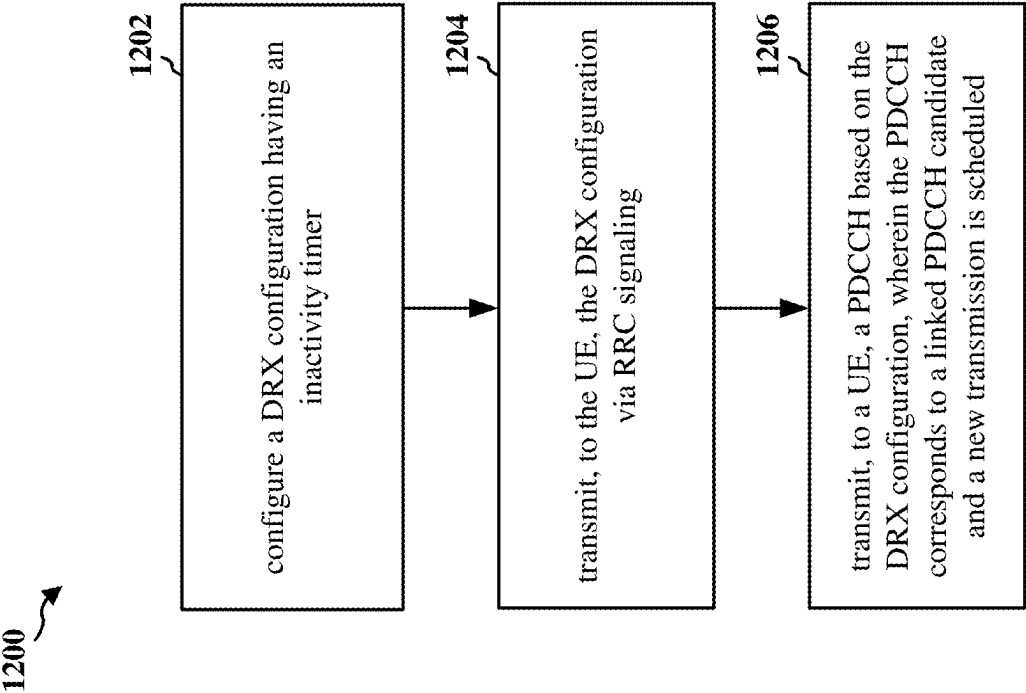 1200
1202
configure a DRX configuration having an
inactivity timer
1204
transmit, to the UE, the DRX configuration
via RRC signaling
1206
transmit, to a UE, a PDCCH based on the
DRX configuration, wherein the PDCCH
corresponds to a linked PDCCH candidate
and a new transmission is scheduled